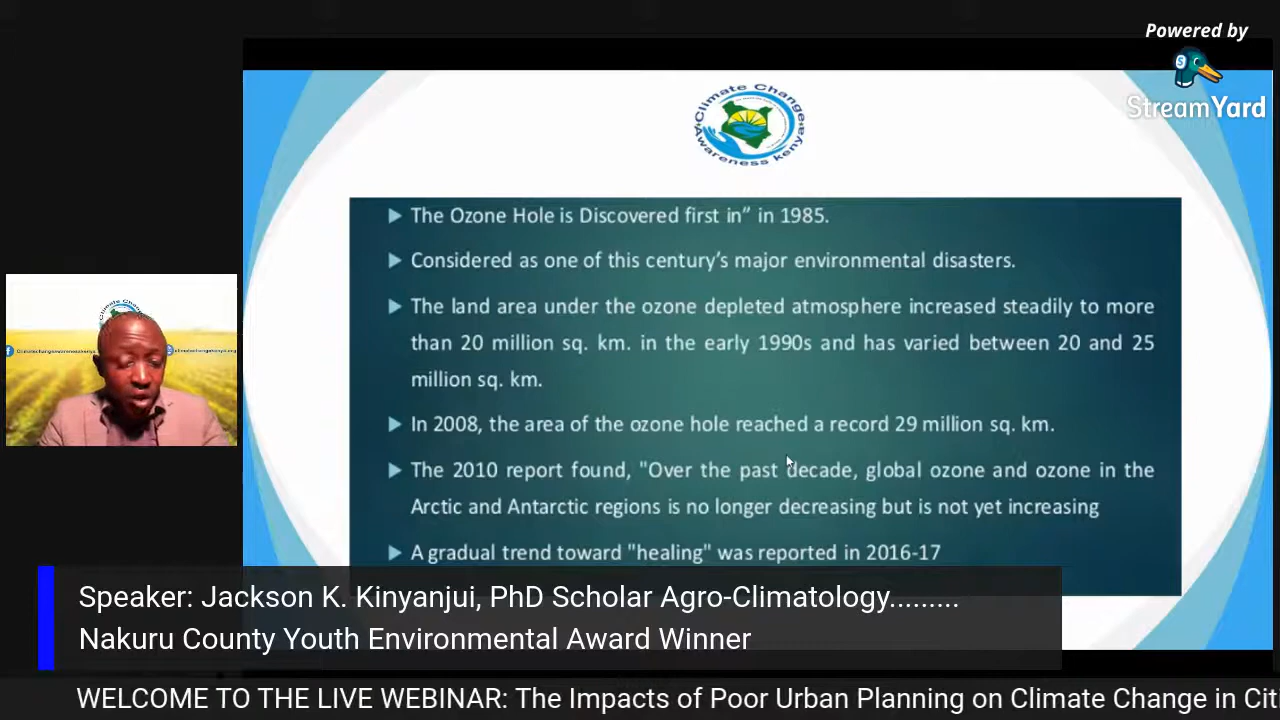 Powered by
StreamYard
Climate Change
Awareness kenya
The Ozone Hole is Discovered first in” in 1985.
Considered as one of this century’s major environmental disasters.
The land area under the ozone depleted atmosphere increased steadily to more
than 20 million sq. km. in the early 1990s and has varied between 20 and 25
million sq. km.
In 2008, the area of the ozone hole reached a record 29 million sq. km.
The 2010 report found, "Over the past decade, global ozone and ozone in the
Arctic and Antarctic regions is no longer decreasing but is not yet increasing
A gradual trend toward "healing" was reported in 2016-17
Climate Cha
Speaker: Jackson K. Kinyanjui, PhD Scholar Agro-Climatology.........
Nakuru County Youth Environmental Award Winner
WELCOME TO THE LIVE WEBINAR: The Impacts of Poor Urban Planning on Climate Change in Cit